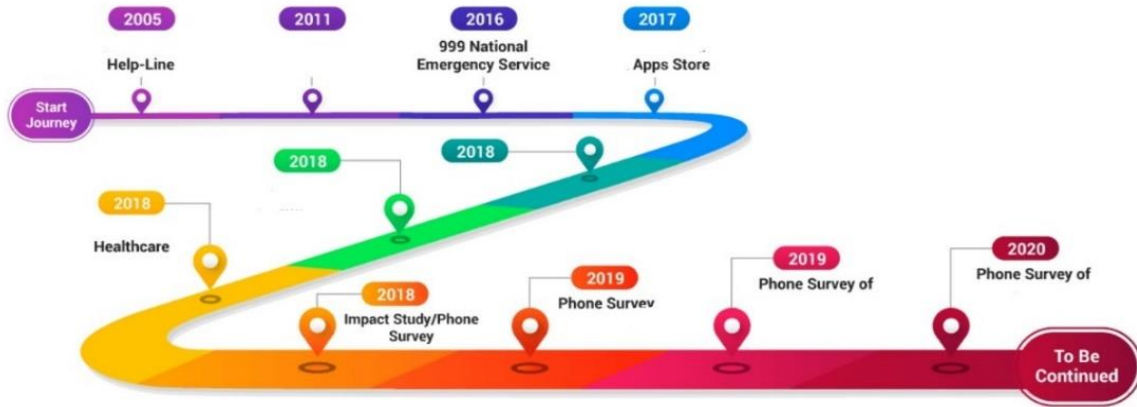 2005
2011
2016
2017
Help-Line
999 National
Emergency Service
Apps Store
Start
Journey
2018
2018
2018
Healthcare
2018
Impact Study/Phone
Survey
2019
Phone Survey
2019
Phone Survey of
2020
Phone Survey of
To Be
Continued